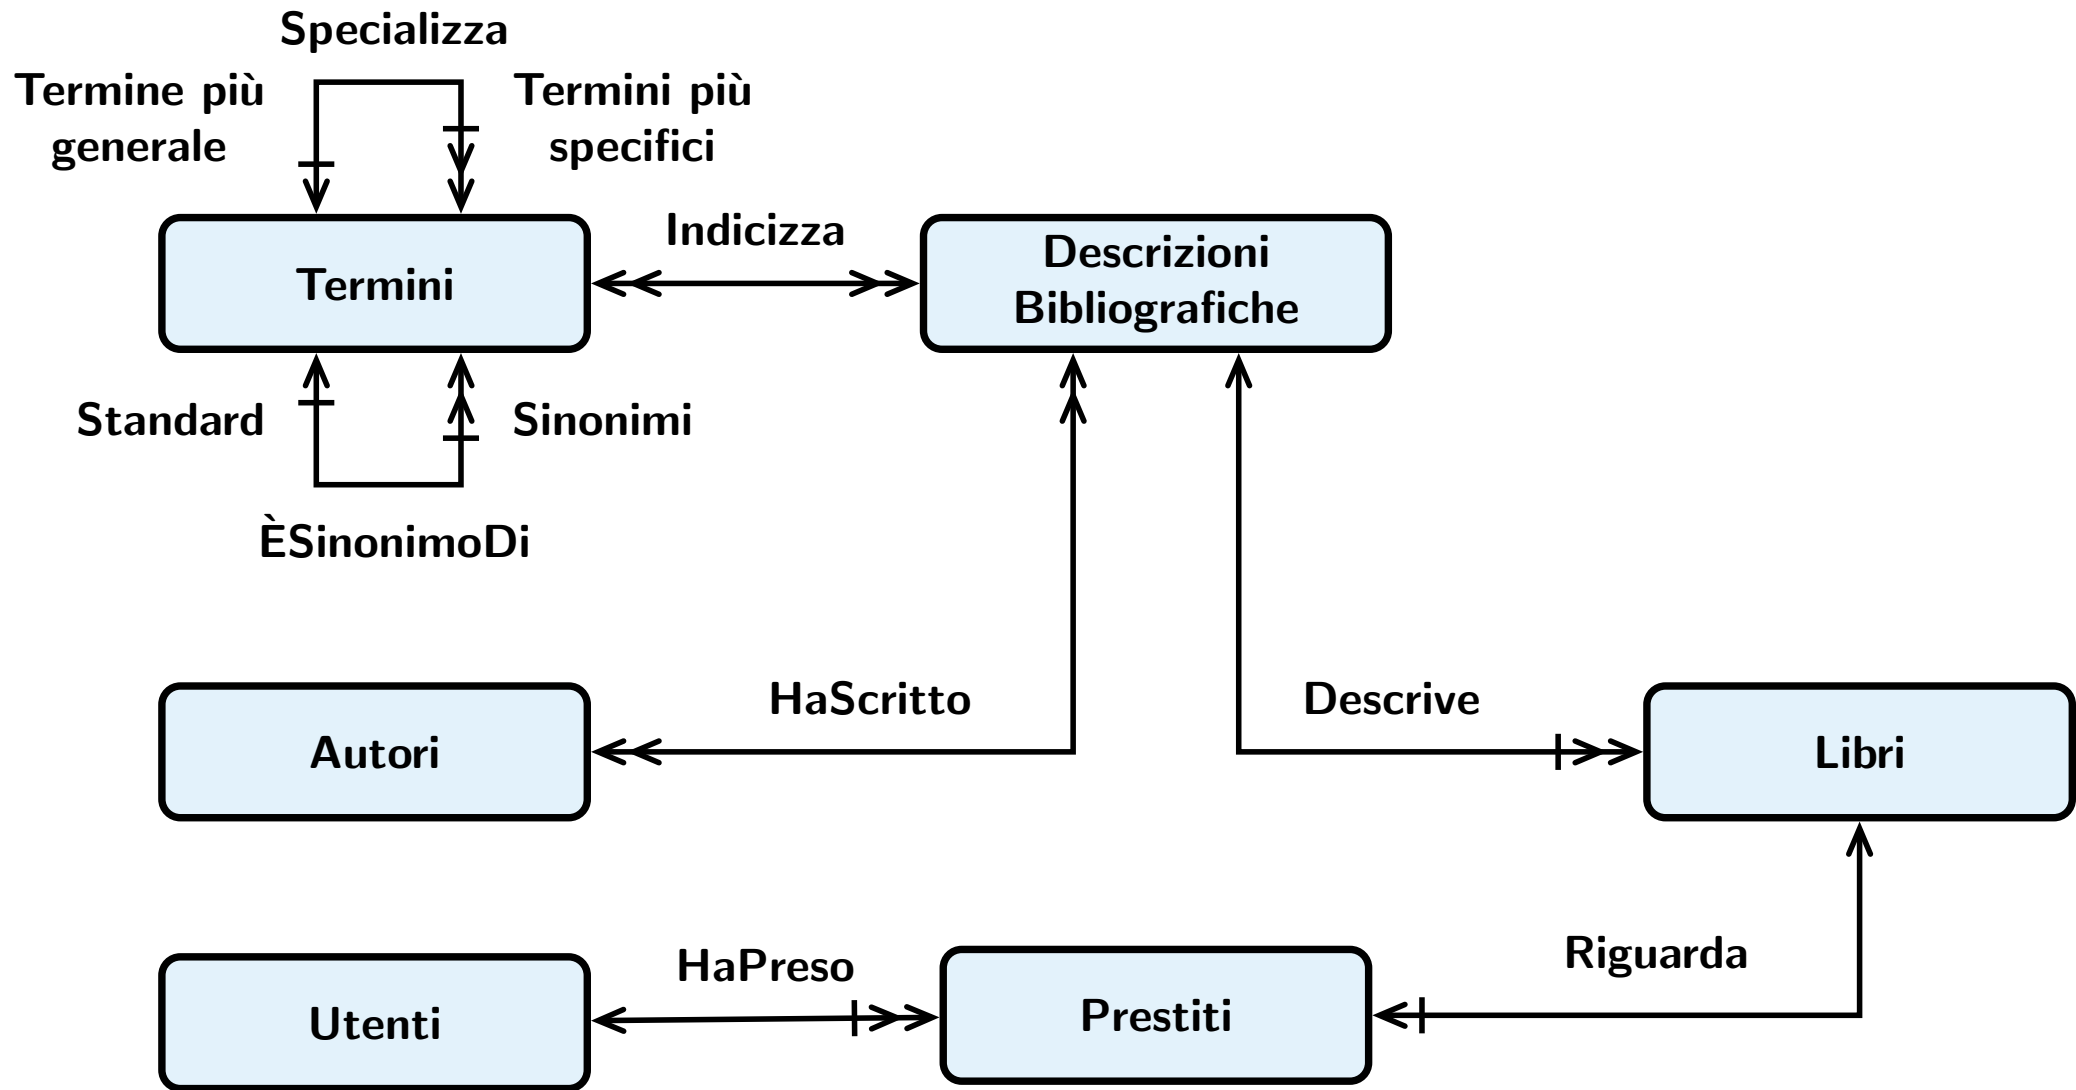 Specializza
Termine più
generale
Termini più
specifici
Termini
Indicizza
Descrizioni
Bibliografiche
Standard
Sinonimi
ÈSinonimoDi
Autori
HaScritto
Descrive
Libri
Utenti
HaPreso
Prestiti
Riguarda